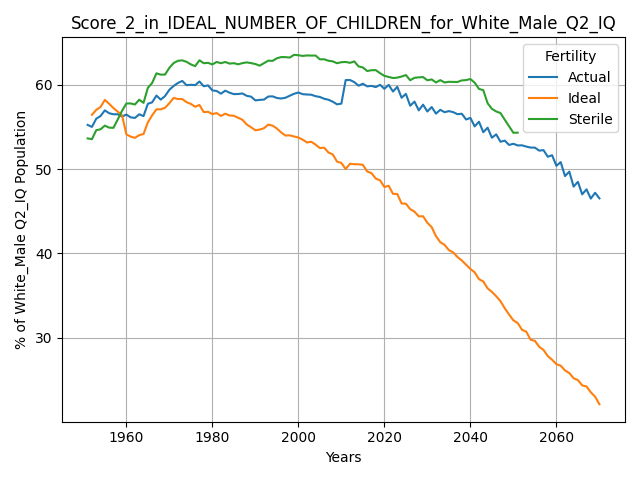 Score_2_in_IDEAL_NUMBER_OF_CHILDREN_for_White_Male_Q2_IQ
Fertility
Actual
Ideal
Sterile
% of White_Male Q2_IQ Population
60
50
40
30
1960
1980
2000
2020
2040
2060
Years